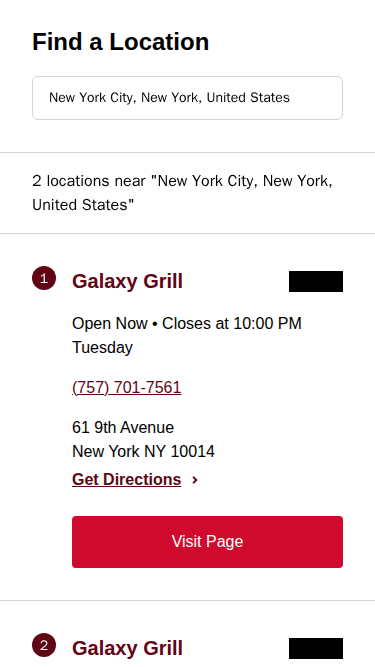 Find a Location
New York City, New York, United States
2 locations near "New York City, New York,
United States"
1 Galaxy Grill
Open Now • Closes at 10:00 PM
Tuesday
(757) 701-7561
61 9th Avenue
New York NY 10014
Get Directions ›
Visit Page
2 Galaxy Grill